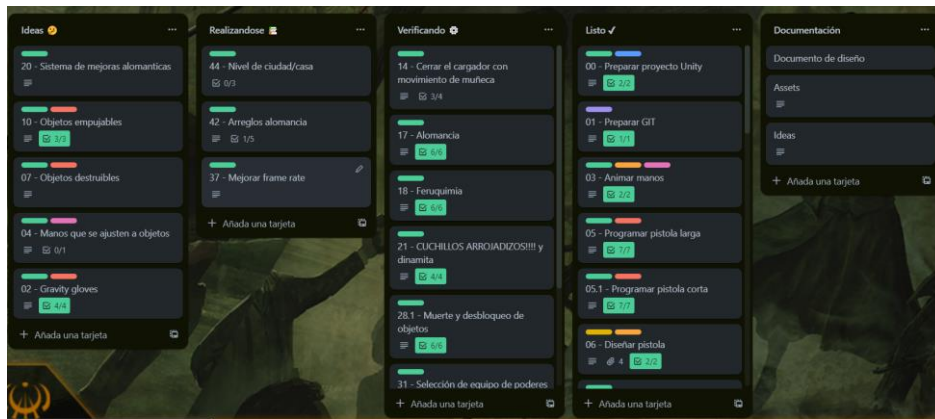 Ideas 🤔
20 - Sistema de mejoras alomanticas
10 - Objetos empujables
3/3
07 - Objetos destruibles
04 - Manos que se ajusten a objetos
0/1
02 - Gravity gloves
4/4
+ Añada una tarjeta
Realizandose
44 - Nivel de ciudad/casa
0/3
42 - Arreglos alomancia
1/5
37 - Mejorar frame rate
+ Añada una tarjeta
Verificando
14 - Cerrar el cargador con
movimiento de muñeca
3/4
17 - Alomancia
6/6
18 - Feruquimia
6/6
21 - CUCHILLOS ARROJADIZOS!!!! y
dinamita
4/4
28.1 - Muerte y desbloqueo de
objetos
6/6
31 - Selección de equipo de poderes
+ Añada una tarjeta
Listo ✓
00 - Preparar proyecto Unity
2/2
01 - Preparar GIT
1/1
03 - Animar manos
2/2
05 - Programar pistola larga
7/7
05.1 - Programar pistola corta
7/7
06 - Diseñar pistola
4 2/2
+ Añada una tarjeta
Documentación
Documento de diseño
Assets
Ideas
+ Añada una tarjeta